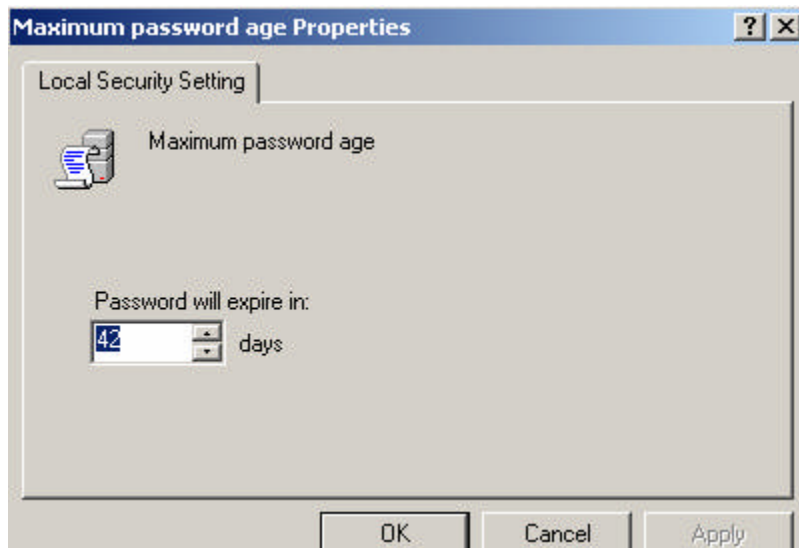 Maximum password age Properties
Local Security Setting
Maximum password age
Password will expire in:
42 days
OK Cancel Apply